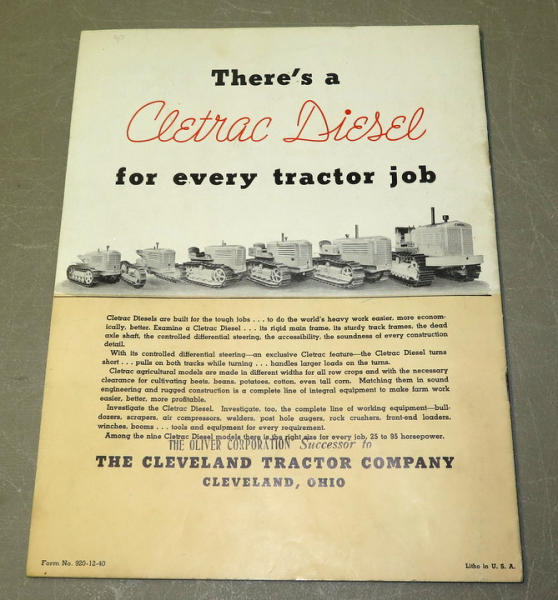 There's a
Cletrac Diesel
for every tractor job
Cletrac Diesels are built for the tough jobs . . . to do the world's heavy work easier, more econom-
ically, better. Examine a Cletrac Diesel . . . its rigid main frame, its sturdy track frames, the dead
axle shaft, the controlled differential steering, the accessibility, the soundness of every construction
detail.
With its controlled differential steering—an exclusive Cletrac feature—the Cletrac Diesel turns
short . . . pulls on both tracks while turning . . . handles larger loads on the turns.
Cletrac agricultural models are made in different widths for all row crops and with the necessary
clearance for cultivating beets, beans, potatoes, cotton, even tall corn. Matching them in sound
engineering and rugged construction is a complete line of integral equipment to make farm work
easier, better, more profitable.
Investigate the Cletrac Diesel. Investigate, too, the complete line of working equipment—bull-
dozers, scrapers, air compressors, welders, post hole augers, rock crushers, front-end loaders,
winches, booms . . . tools and equipment for every requirement.
Among the nine Cletrac Diesel models there is the right size for every job, 25 to 95 horsepower.
THE OLIVER CORPORATION Successor to
THE CLEVELAND TRACTOR COMPANY
CLEVELAND, OHIO
Form No. 920-12-40
Litho in U. S. A.